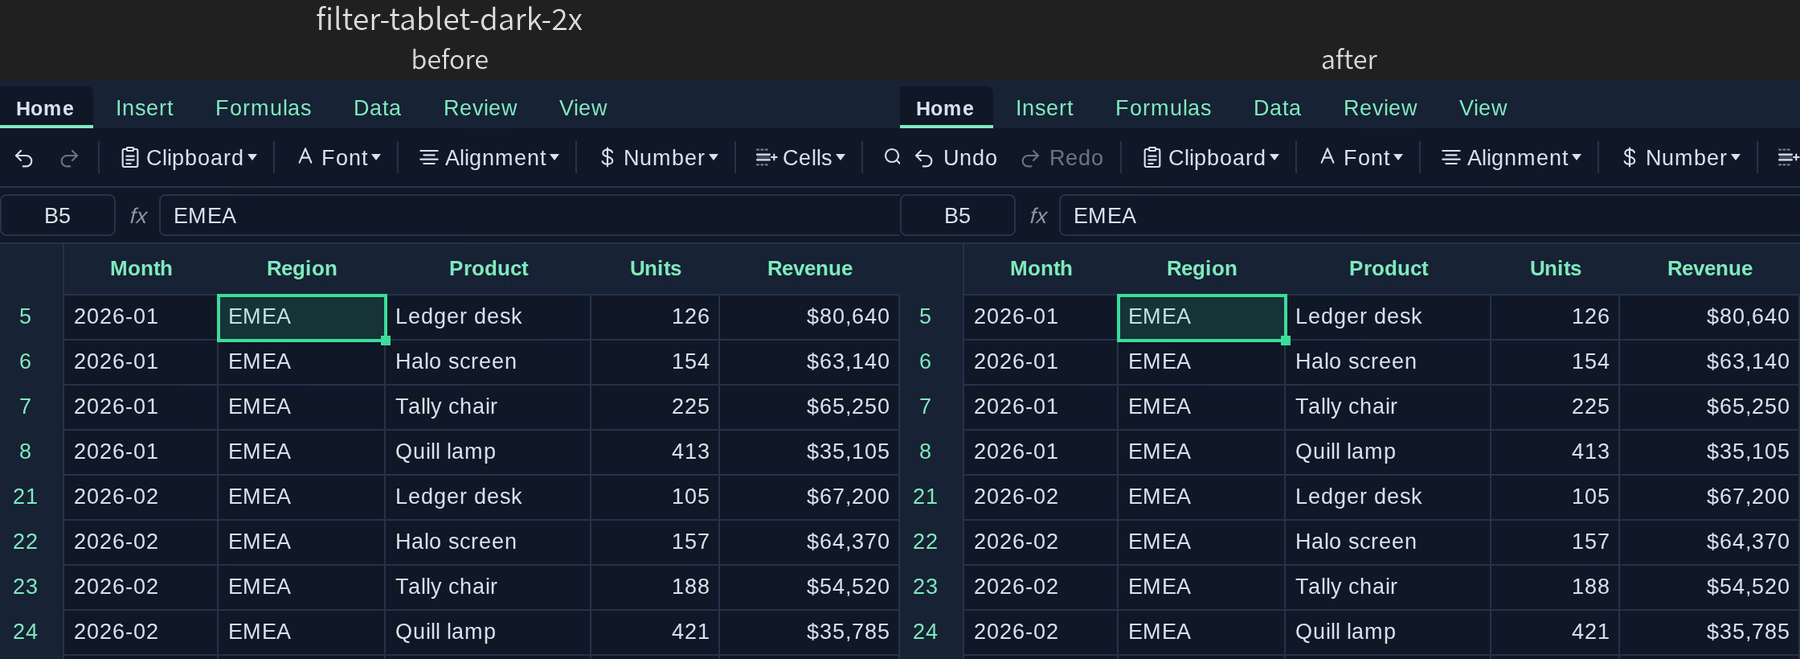 filter-tablet-dark-2x
before after
Home Insert Formulas Data Review View Home Insert Formulas Data Review View
Clipboard Font Alignment $ Number Cells Undo Redo Clipboard Font Alignment $ Number
B5 fx EMEA B5 fx EMEA
Month Region Product Units Revenue Month Region Product Units Revenue
5 2026-01 EMEA Ledger desk 126 $80,640 5 2026-01 EMEA Ledger desk 126 $80,640
6 2026-01 EMEA Halo screen 154 $63,140 6 2026-01 EMEA Halo screen 154 $63,140
7 2026-01 EMEA Tally chair 225 $65,250 7 2026-01 EMEA Tally chair 225 $65,250
8 2026-01 EMEA Quill lamp 413 $35,105 8 2026-01 EMEA Quill lamp 413 $35,105
21 2026-02 EMEA Ledger desk 105 $67,200 21 2026-02 EMEA Ledger desk 105 $67,200
22 2026-02 EMEA Halo screen 157 $64,370 22 2026-02 EMEA Halo screen 157 $64,370
23 2026-02 EMEA Tally chair 188 $54,520 23 2026-02 EMEA Tally chair 188 $54,520
24 2026-02 EMEA Quill lamp 421 $35,785 24 2026-02 EMEA Quill lamp 421 $35,785